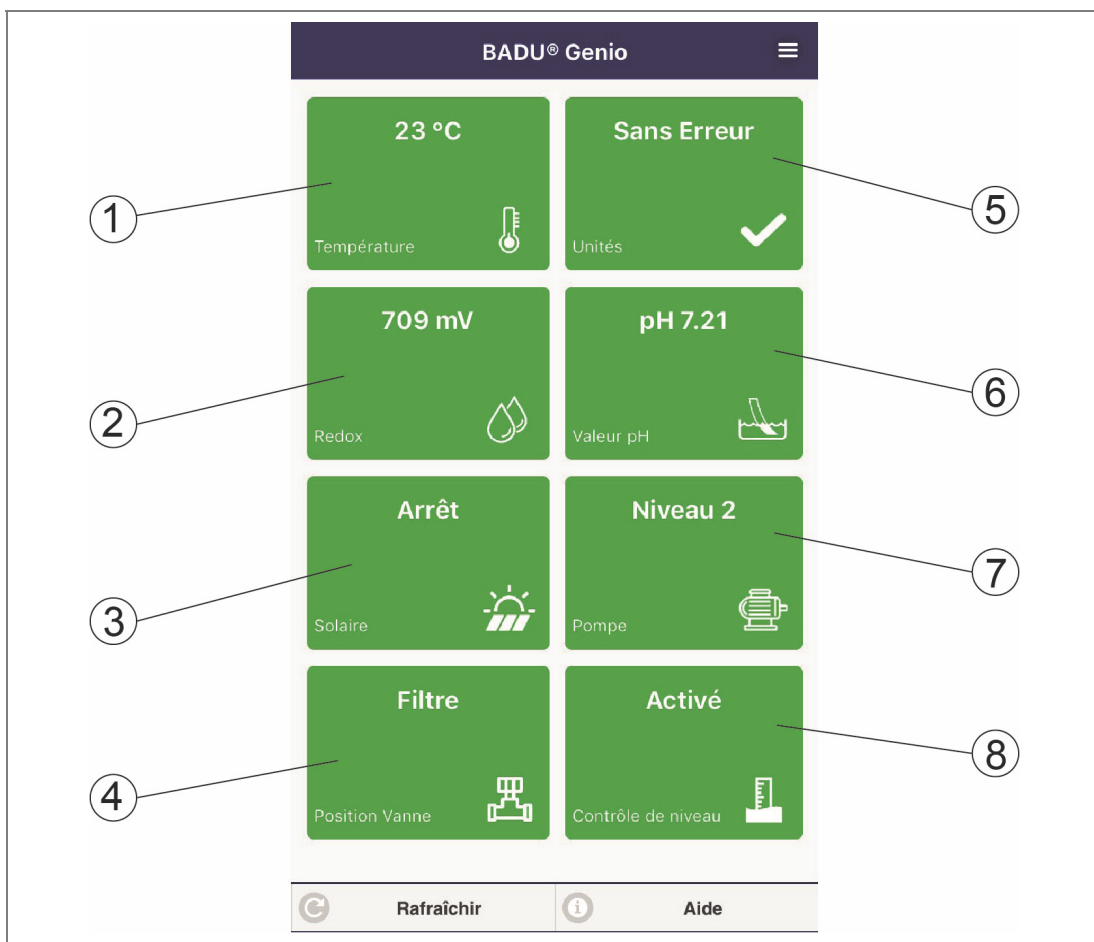 BADU® Genio
23 °C
Température
Sans Erreur
Unités
709 mV
Redox
pH 7.21
Valeur pH
Arrêt
Solaire
Niveau 2
Pompe
Filtre
Position Vanne
Activé
Contrôle de niveau
Rafraîchir
Aide
1
2
3
4
5
6
7
8